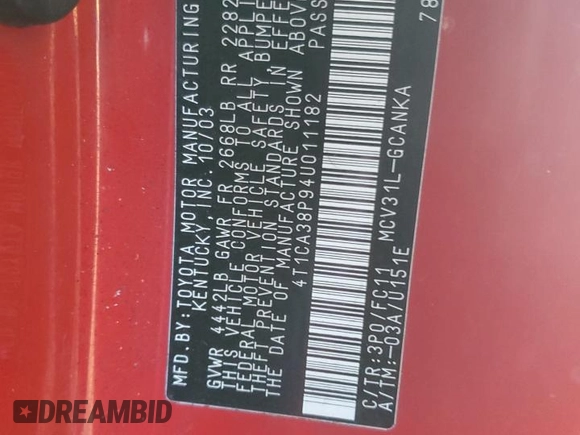 MFD.BY:TOYOTA MOTOR MANUFACTURING
KENTUCKY, INC. 10/03
GVWR 4442LB GAWR FR 2668LB RR 2282
THIS VEHICLE CONFORMS TO ALL APPLI
FEDERAL MOTOR VEHICLE SAFETY, BUMPE
THEFT PREVENTION STANDARDS IN EFFE
THE DATE OF MANUFACTURE SHOWN ABOV
4T1CA38P94U011182 PASS
C/TR:3P0/FC11 MCV31L-GCANKA
A/TM:-03A/U151E
78
DREAMBID